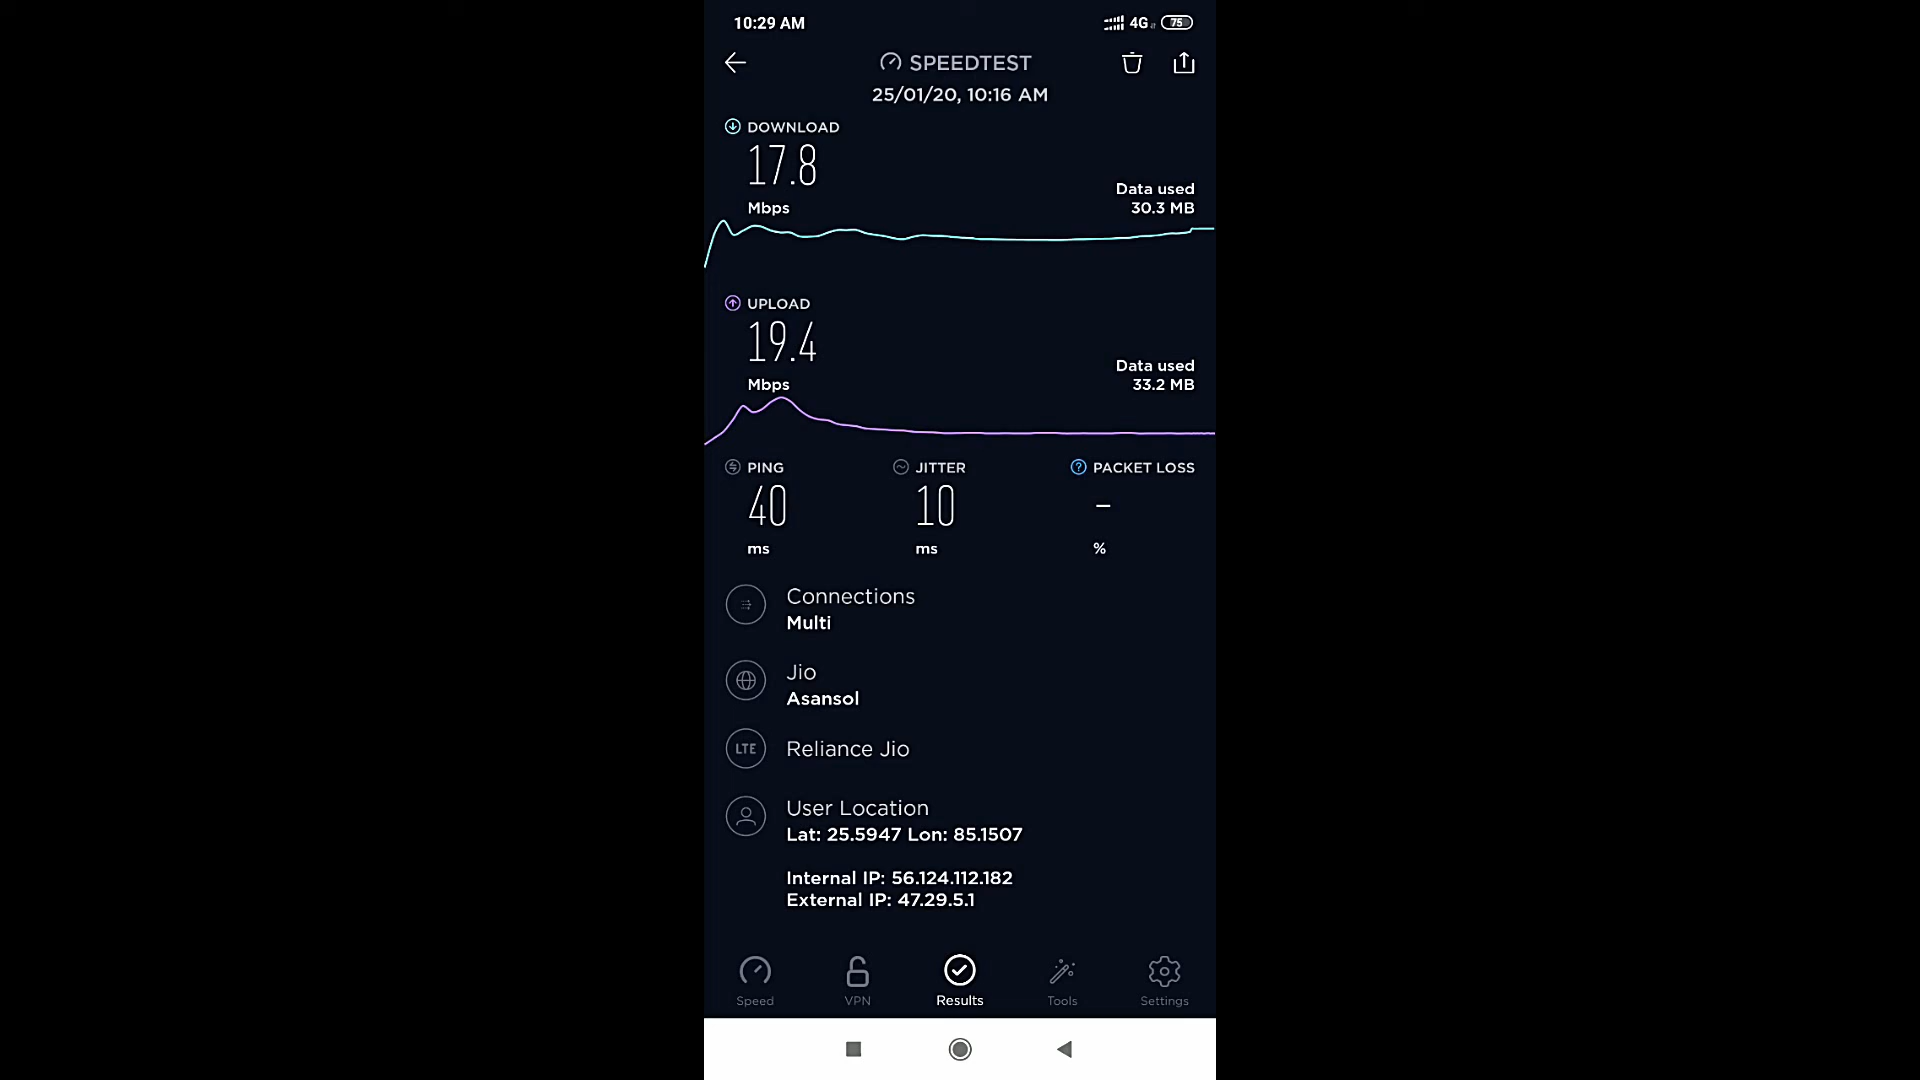 10:29 AM 4G 75
SPEEDTEST
25/01/20, 10:16 AM
DOWNLOAD
17.8
Mbps
Data used
30.3 MB
UPLOAD
19.4
Mbps
Data used
33.2 MB
PING JITTER PACKET LOSS
40 10 –
ms ms %
Connections
Multi
Jio
Asansol
LTE Reliance Jio
User Location
Lat: 25.5947 Lon: 85.1507
Internal IP: 56.124.112.182
External IP: 47.29.5.1
Speed VPN Results Tools Settings